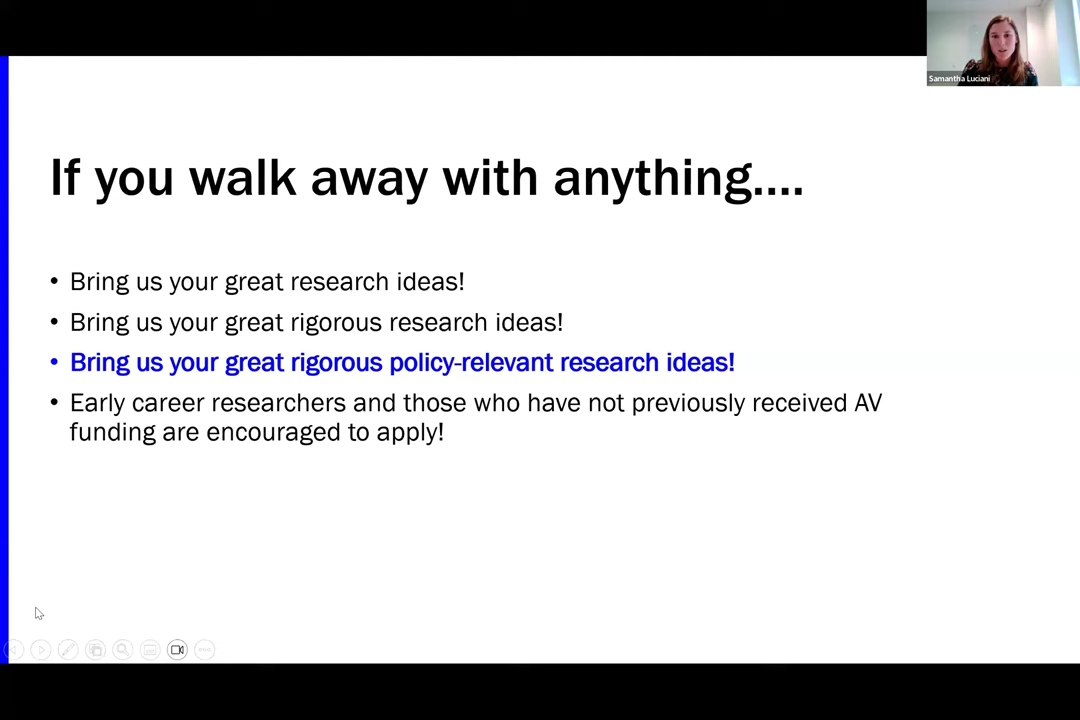 Samantha Luciani
If you walk away with anything....
• Bring us your great research ideas!
• Bring us your great rigorous research ideas!
• Bring us your great rigorous policy-relevant research ideas!
• Early career researchers and those who have not previously received AV
funding are encouraged to apply!